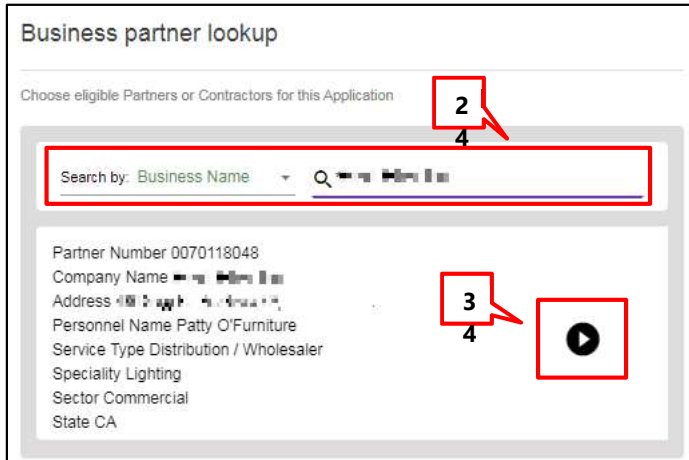 Business partner lookup
Choose eligible Partners or Contractors for this Application
2
4
Search by: Business Name
Partner Number 0070118048
Company Name
Address
Personnel Name Patty O'Furniture
3
4
Service Type Distribution / Wholesaler
Speciality Lighting
Sector Commercial
State CA